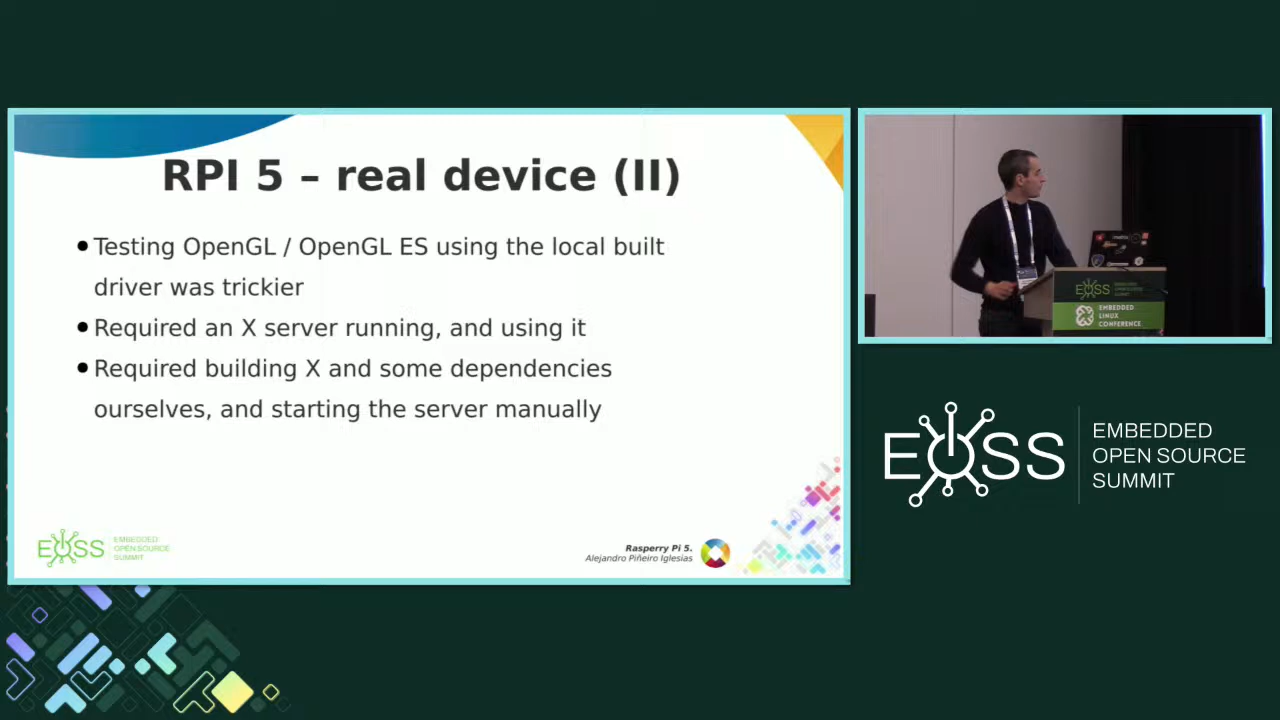 RPI 5 – real device (II)
Testing OpenGL / OpenGL ES using the local built
driver was trickier
Required an X server running, and using it
Required building X and some dependencies
ourselves, and starting the server manually
EOSS
EMBEDDED
OPEN SOURCE
SUMMIT
Rasperry Pi 5.
Alejandro Piñeiro Iglesias
EOSS
EMBEDDED
LINUX
CONFERENCE
EOSS
EMBEDDED
OPEN SOURCE
SUMMIT